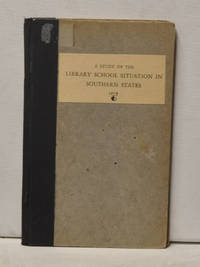 A STUDY OF THE
LIBRARY SCHOOL SITUATION IN
SOUTHERN STATES